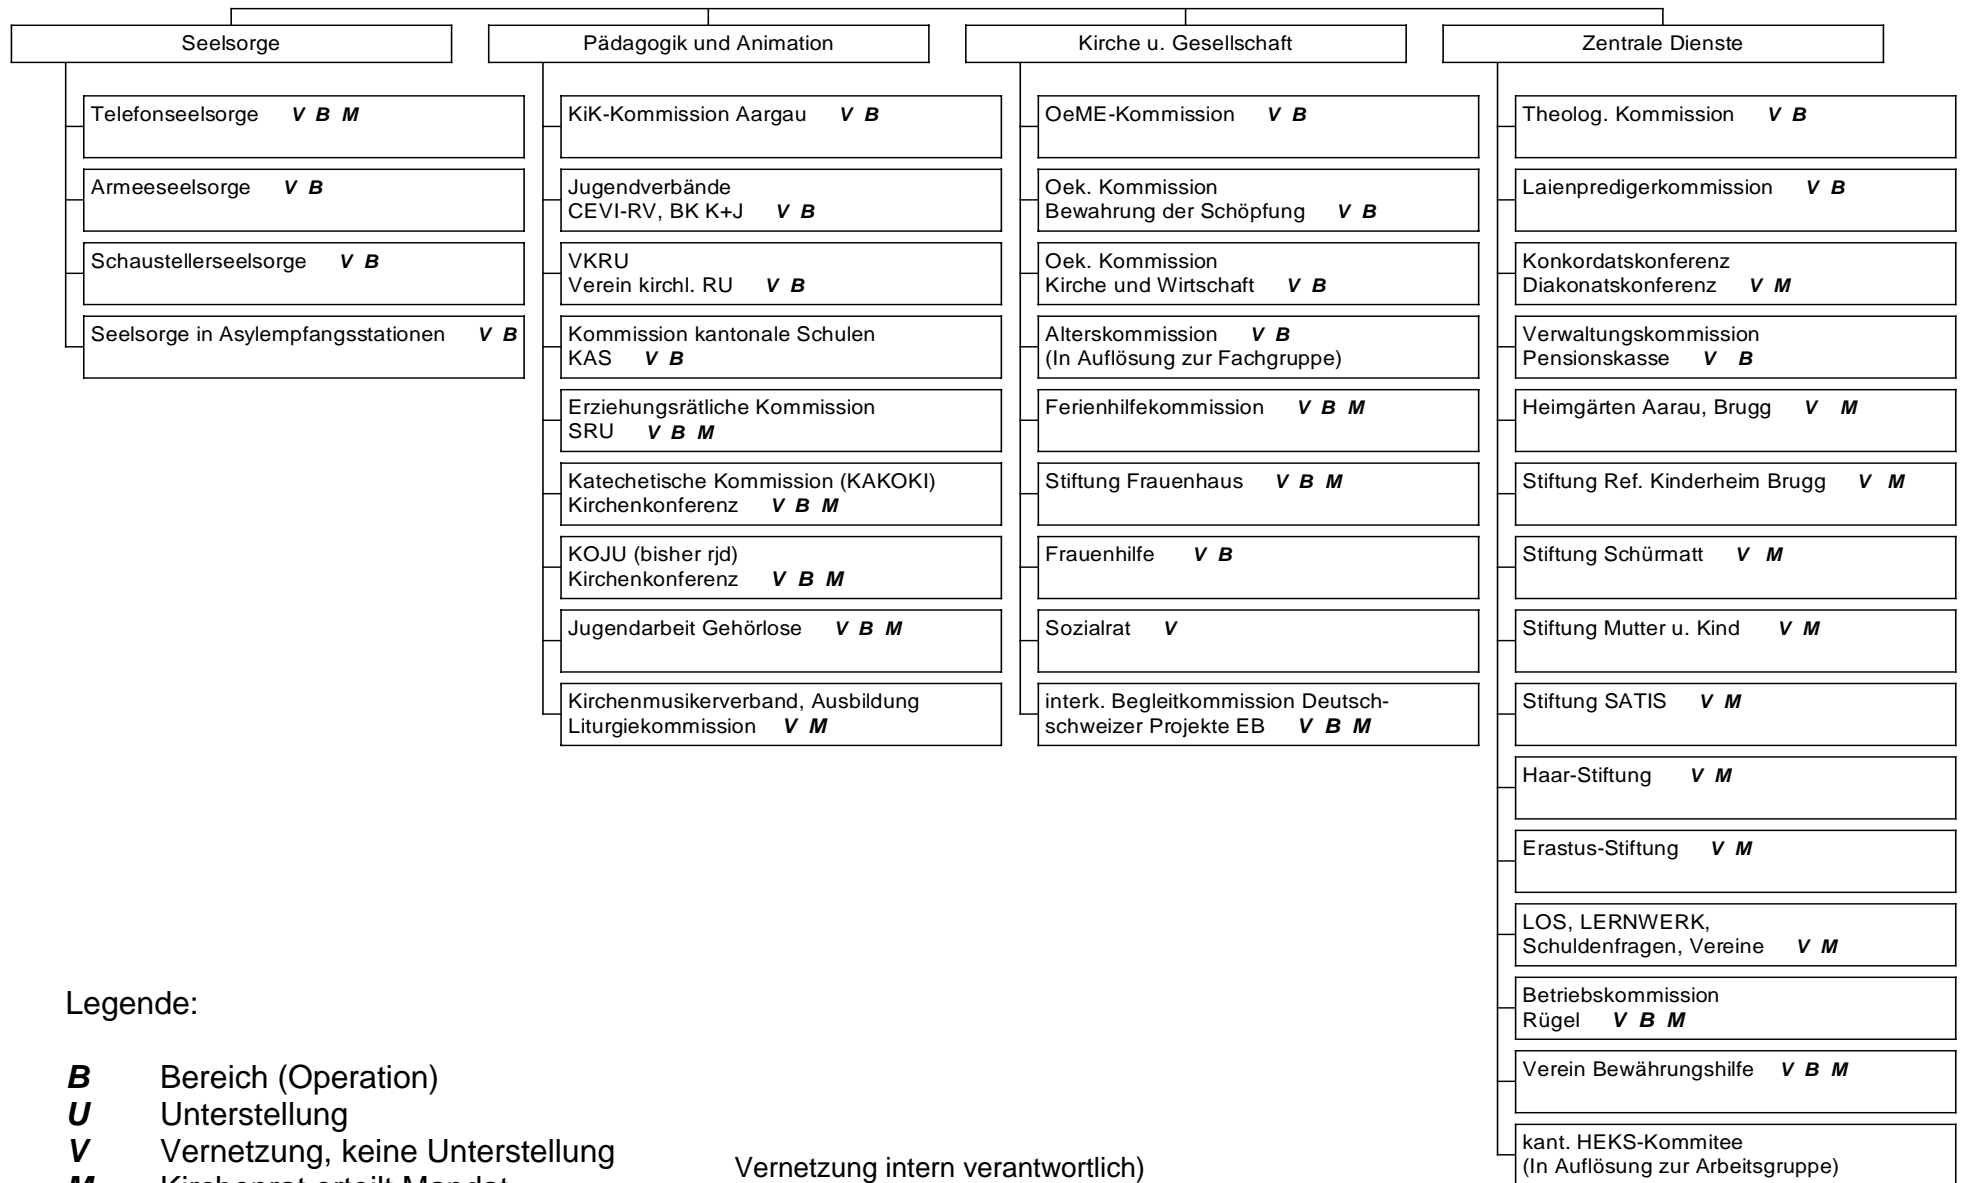 Seelsorge
Telefonseelsorge V B M
Armeeseelsorge V B
Schaustellerseelsorge V B
Seelsorge in Asylempfangsstationen V B
Pädagogik und Animation
KiK-Kommission Aargau V B
Jugendverbände
CEVI-RV, BK K+J V B
VKRU
Verein kirchl. RU V B
Kommission kantonale Schulen
KAS V B
Erziehungsrätliche Kommission
SRU V B M
Katechetische Kommission (KAKOKI)
Kirchenkonferenz V B M
KOJU (bisher rjd)
Kirchenkonferenz V B M
Jugendarbeit Gehörlose V B M
Kirchenmusikerverband, Ausbildung
Liturgiekommission V M
Kirche u. Gesellschaft
OeME-Kommission V B
Oek. Kommission
Bewahrung der Schöpfung V B
Oek. Kommission
Kirche und Wirtschaft V B
Alterskommission V B
(In Auflösung zur Fachgruppe)
Ferienhilfekommission V B M
Stiftung Frauenhaus V B M
Frauenhilfe V B
Sozialrat V
interk. Begleitkommission Deutsch-
schweizer Projekte EB V B M
Zentrale Dienste
Theolog. Kommission V B
Laienpredigerkommission V B
Konkordatskonferenz
Diakonatskonferenz V M
Verwaltungskommission
Pensionskasse V B
Heimgärten Aarau, Brugg V M
Stiftung Ref. Kinderheim Brugg V M
Stiftung Schürmatt V M
Stiftung Mutter u. Kind V M
Stiftung SATIS V M
Haar-Stiftung V M
Erastus-Stiftung V M
LOS, LERNWERK,
Schuldenfragen, Vereine V M
Betriebskommission
Rügel V B M
Verein Bewährungshilfe V B M
kant. HEKS-Kommitee
(In Auflösung zur Arbeitsgruppe)
Legende:
B Bereich (Operation)
U Unterstellung
V Vernetzung, keine Unterstellung
M Kirchenrat erteilt Mandat
Vernetzung intern verantwortlich)